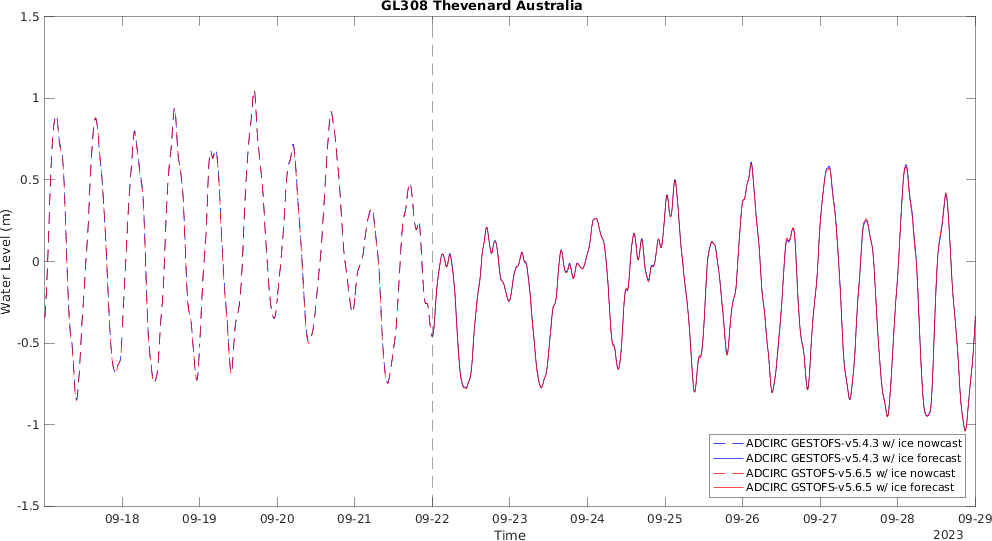 GL308 Thevenard Australia
1.5
1
0.5
0
-0.5
-1
-1.5
Water Level (m)
ADCIRC GESTOFS-v5.4.3 w/ ice nowcast
ADCIRC GESTOFS-v5.4.3 w/ ice forecast
ADCIRC GSTOFS-v5.6.5 w/ ice nowcast
ADCIRC GSTOFS-v5.6.5 w/ ice forecast
09-18 09-19 09-20 09-21 09-22 09-23 09-24 09-25 09-26 09-27 09-28 09-29
Time
2023